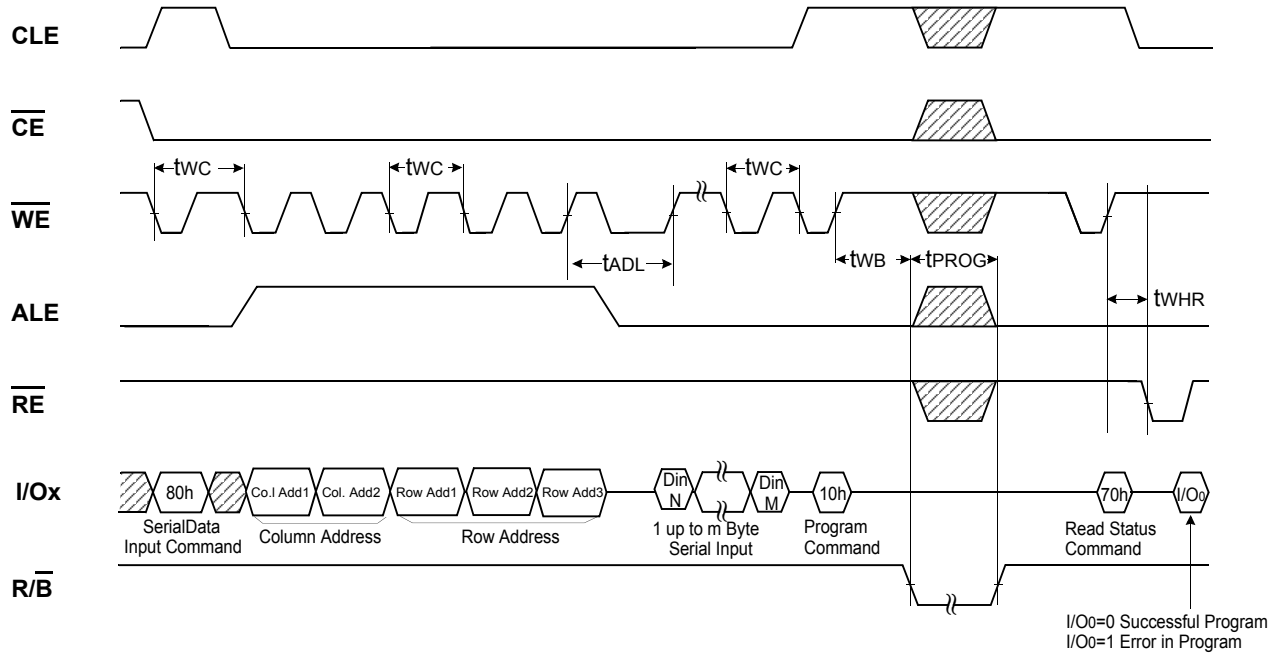 CLE
CE
tWC
tWC
tWC
WE
tADL
tWB
tPROG
ALE
tWHR
RE
I/Ox
80h
Co.l Add1
Col. Add2
Row Add1
Row Add2
Row Add3
Din
N
Din
M
10h
70h
I/O0
SerialData
Input Command
Column Address
Row Address
1 up to m Byte
Serial Input
Program
Command
Read Status
Command
R/B
I/O0=0 Successful Program
I/O0=1 Error in Program